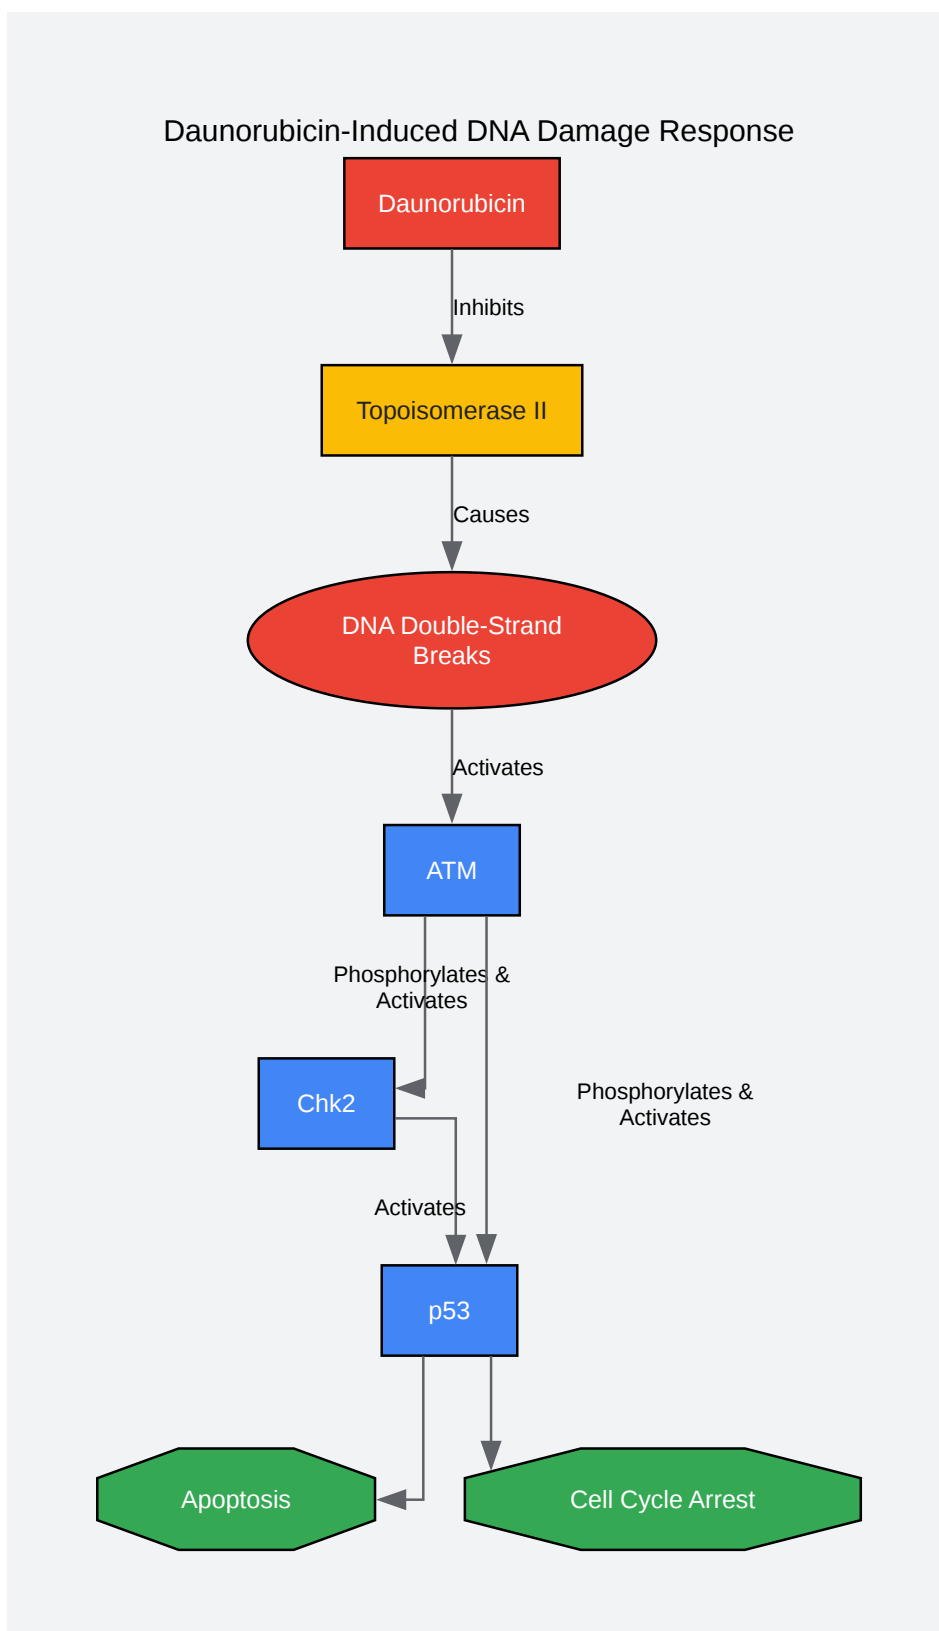 Daunorubicin-Induced DNA Damage Response
Daunorubicin
Inhibits
Topoisomerase II
Causes
DNA Double-Strand
Breaks
Activates
ATM
Phosphorylates &
Activates
Chk2
Phosphorylates &
Activates
Activates
p53
Apoptosis
Cell Cycle Arrest